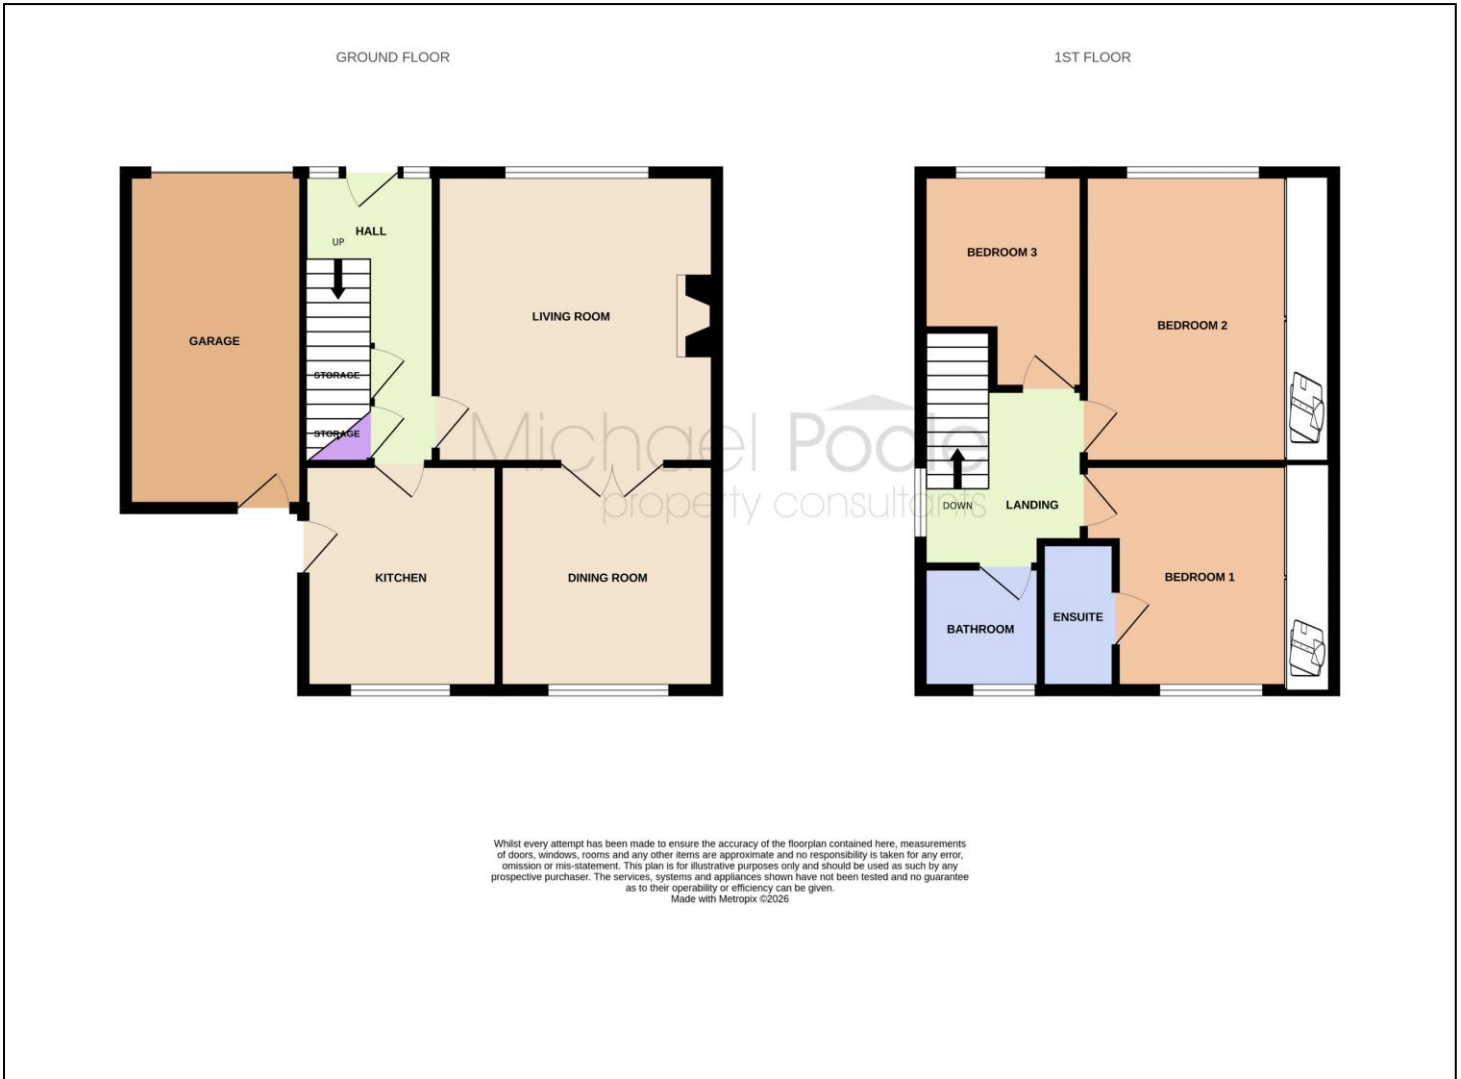 GROUND FLOOR
1ST FLOOR
HALL
UP
GARAGE
LIVING ROOM
STORAGE
STORAGE
KITCHEN
DINING ROOM
BEDROOM 3
BEDROOM 2
DOWN
LANDING
BATHROOM
ENSUITE
BEDROOM 1
Michael Poole
property consultants
Whilst every attempt has been made to ensure the accuracy of the floorplan contained here, measurements
of doors, windows, rooms and any other items are approximate and no responsibility is taken for any error,
omission or mis-statement. This plan is for illustrative purposes only and should be used as such by any
prospective purchaser. The services, systems and appliances shown have not been tested and no guarantee
as to their operability or efficiency can be given.
Made with Metropix ©2026